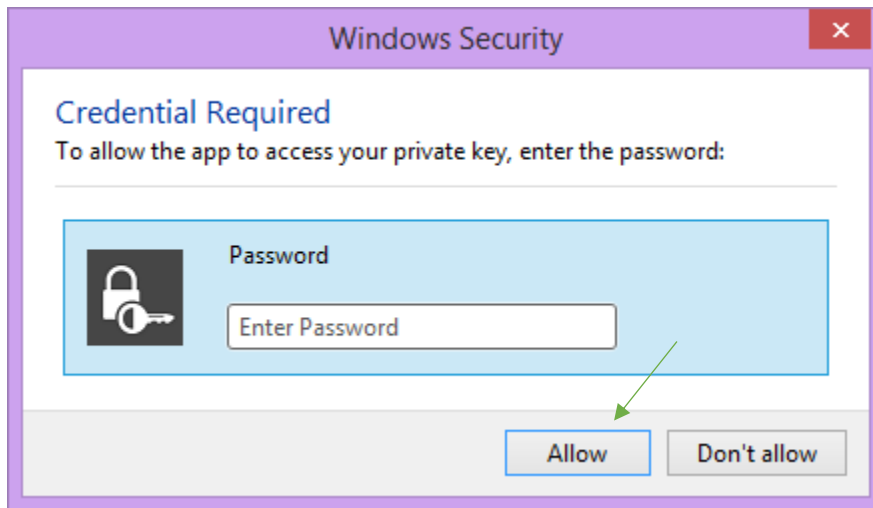 Windows Security
Credential Required
To allow the app to access your private key, enter the password:
Password
Enter Password
Allow
Don't allow